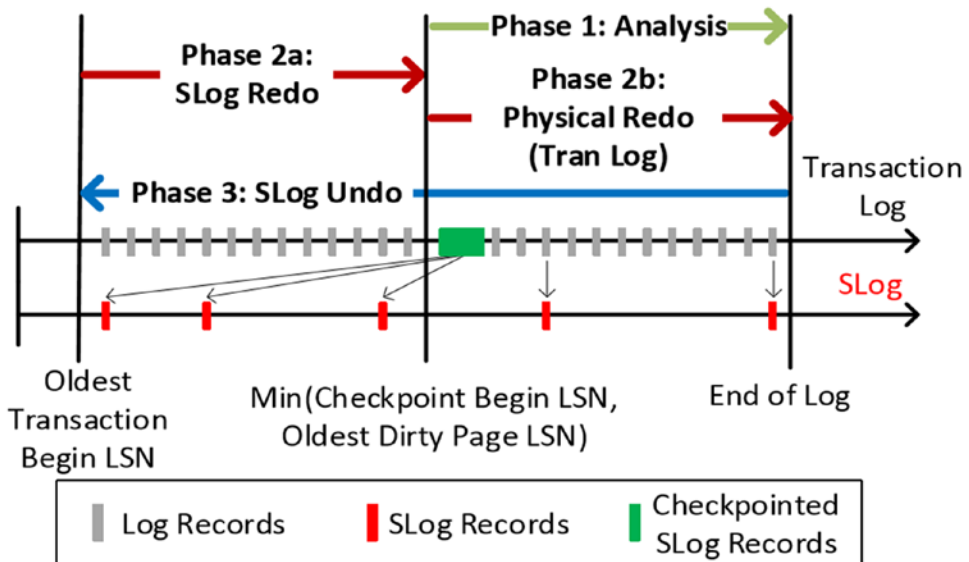 Phase 1: Analysis
Phase 2a:
SLog Redo
Phase 2b:
Physical Redo
(Tran Log)
Phase 3: SLog Undo
Transaction
Log
SLog
Oldest
Transaction
Begin LSN
Min(Checkpoint Begin LSN,
Oldest Dirty Page LSN)
End of Log
Log Records
SLog Records
Checkpointed
SLog Records